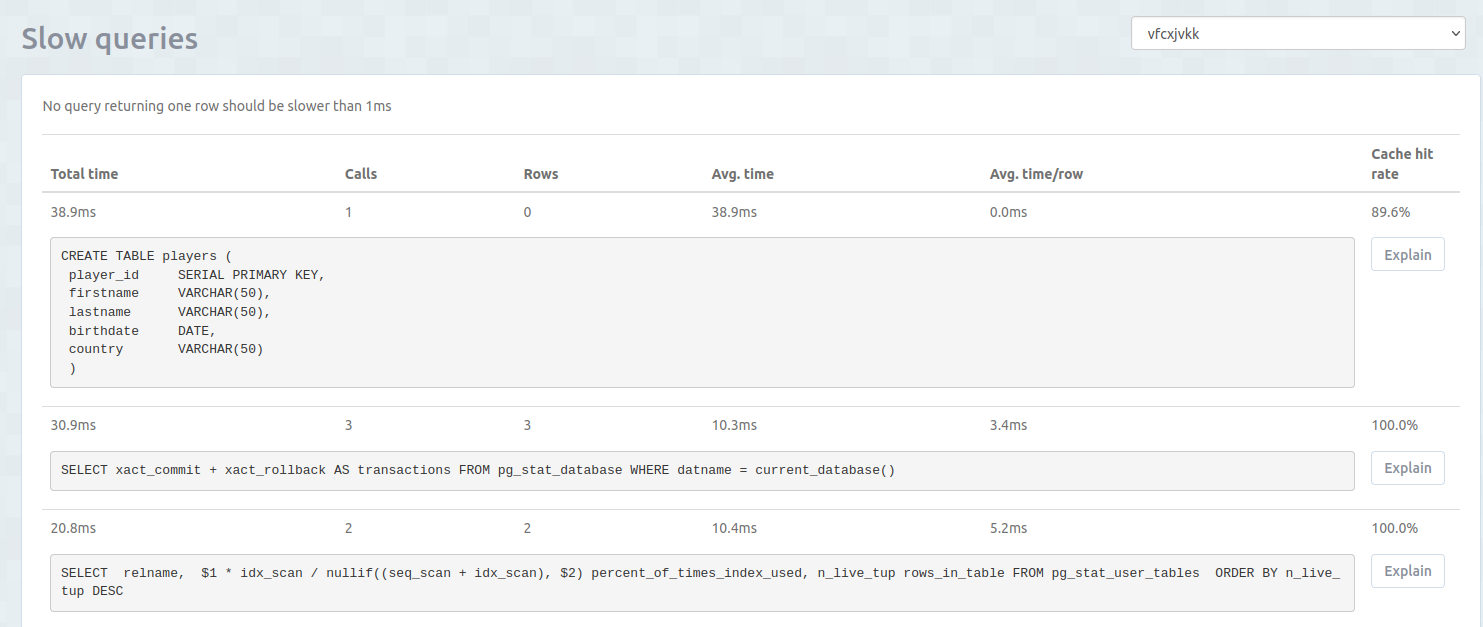 Slow queries
vfcxjvkk
No query returning one row should be slower than 1ms
Total time Calls Rows Avg. time Avg. time/row Cache hit rate
38.9ms 1 0 38.9ms 0.0ms 89.6%
CREATE TABLE players (
player_id SERIAL PRIMARY KEY,
firstname VARCHAR(50),
lastname VARCHAR(50),
birthdate DATE,
country VARCHAR(50)
)
Explain
30.9ms 3 3 10.3ms 3.4ms 100.0%
SELECT xact_commit + xact_rollback AS transactions FROM pg_stat_database WHERE datname = current_database()
Explain
20.8ms 2 2 10.4ms 5.2ms 100.0%
SELECT  relname,  $1 * idx_scan / nullif((seq_scan + idx_scan), $2) percent_of_times_index_used, n_live_tup rows_in_table FROM pg_stat_user_tables  ORDER BY n_live_
tup DESC
Explain